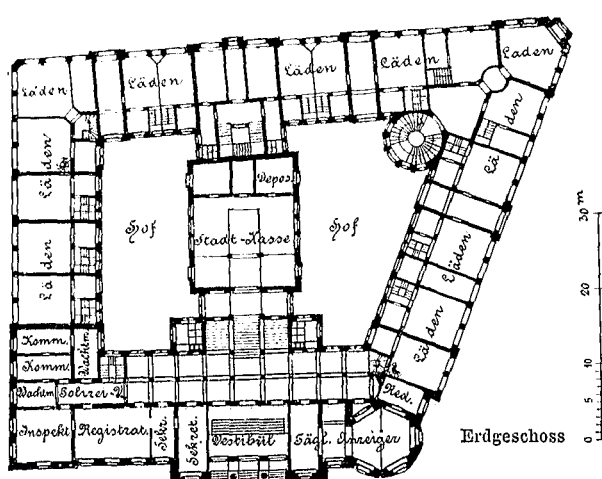 Läden
Läden
Läden
Läden
Laden
Läden
Läden
Läden
Läden
Läden
Depos.
Hof
Stadt-Kasse
Hof
Komm.
Komm.
Wachtm.
Wachtm.
Polizei-V.
Red.
Inspekt.
Registrat.
Sekr.
Sekret.
Vestibül
Tägl. Anzeiger
Erdgeschoss
30 m
20
10
5
0